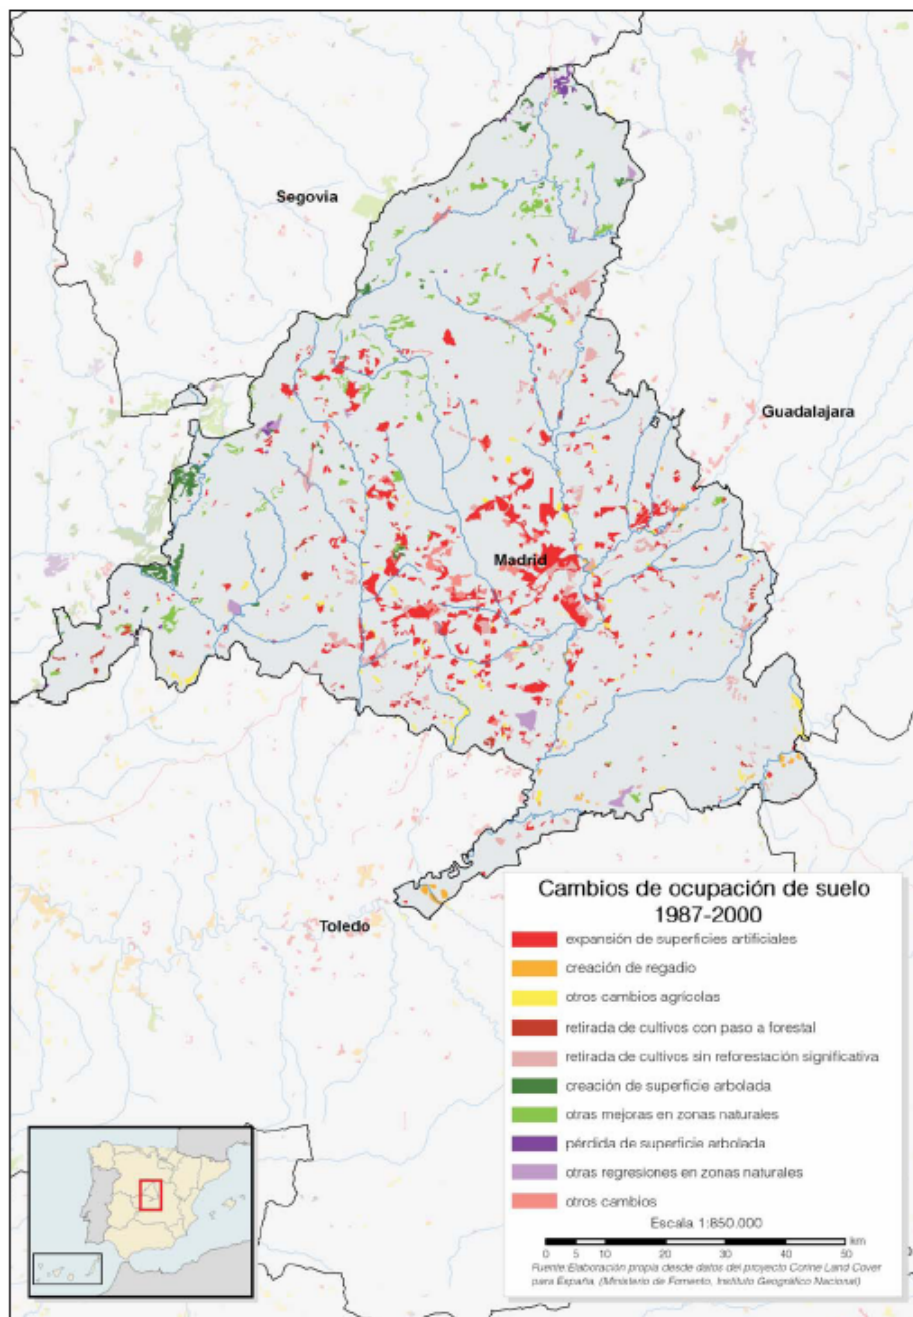 Segovia
Guadalajara
Madrid
Toledo
Cambios de ocupación de suelo
1987-2000
expansión de superficies artificiales
creación de regadio
otros cambios agrícolas
retirada de cultivos con paso a forestal
retirada de cultivos sin reforestación significativa
creación de superficie arbolada
otras mejoras en zonas naturales
pérdida de superficie arbolada
otras regresiones en zonas naturales
otros cambios
Escala 1:850.000
km
0 5 10 20 30 40 50
Fuente:Elaboración propia desde datos del proyecto Corine Land Cover
para España, (Ministerio de Fomento, Instituto Geográfico Nacional)